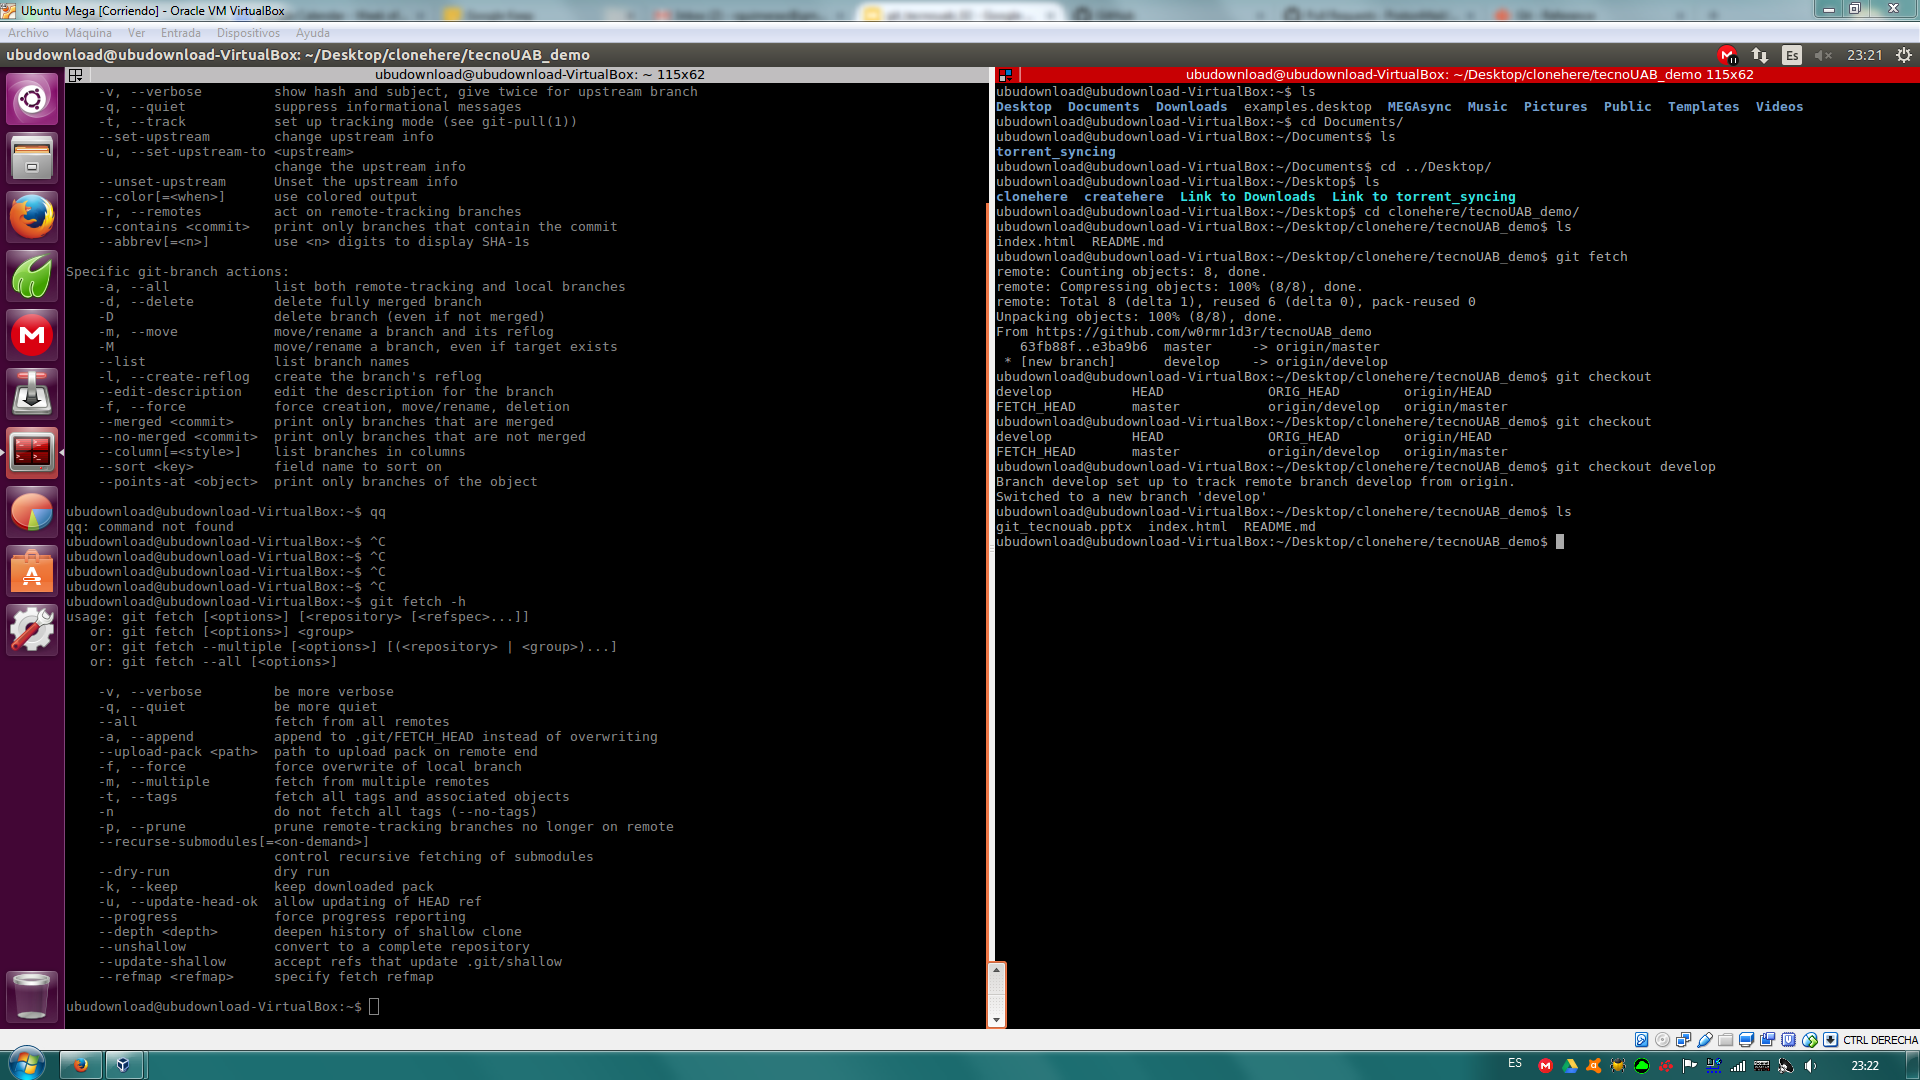 Ubuntu Mega [Corriendo] - Oracle VM VirtualBox
Archivo Máquina Ver Entrada Dispositivos Ayuda
ubudownload@ubudownload-VirtualBox: ~/Desktop/clonehere/tecnoUAB_demo
Es 23:21
ubudownload@ubudownload-VirtualBox: ~ 115x62
-v, --verbose show hash and subject, give twice for upstream branch
-q, --quiet suppress informational messages
-t, --track set up tracking mode (see git-pull(1))
--set-upstream change upstream info
-u, --set-upstream-to <upstream>
change the upstream info
--unset-upstream Unset the upstream info
--color[=<when>] use colored output
-r, --remotes act on remote-tracking branches
--contains <commit> print only branches that contain the commit
--abbrev[=<n>] use <n> digits to display SHA-1s
Specific git-branch actions:
-a, --all list both remote-tracking and local branches
-d, --delete delete fully merged branch
-D delete branch (even if not merged)
-m, --move move/rename a branch and its reflog
-M move/rename a branch, even if target exists
--list list branch names
-l, --create-reflog create the branch's reflog
--edit-description edit the description for the branch
-f, --force force creation, move/rename, deletion
--merged <commit> print only branches that are merged
--no-merged <commit> print only branches that are not merged
--column[=<style>] list branches in columns
--sort <key> field name to sort on
--points-at <object> print only branches of the object
ubudownload@ubudownload-VirtualBox:~$ qq
qq: command not found
ubudownload@ubudownload-VirtualBox:~$ ^C
ubudownload@ubudownload-VirtualBox:~$ ^C
ubudownload@ubudownload-VirtualBox:~$ ^C
ubudownload@ubudownload-VirtualBox:~$ ^C
ubudownload@ubudownload-VirtualBox:~$ git fetch -h
usage: git fetch [<options>] [<repository> [<refspec>...]]
or: git fetch [<options>] <group>
or: git fetch --multiple [<options>] [(<repository> | <group>)...]
or: git fetch --all [<options>]
-v, --verbose be more verbose
-q, --quiet be more quiet
--all fetch from all remotes
-a, --append append to .git/FETCH_HEAD instead of overwriting
--upload-pack <path> path to upload pack on remote end
-f, --force force overwrite of local branch
-m, --multiple fetch from multiple remotes
-t, --tags fetch all tags and associated objects
-n do not fetch all tags (--no-tags)
-p, --prune prune remote-tracking branches no longer on remote
--recurse-submodules[=<on-demand>]
control recursive fetching of submodules
--dry-run dry run
-k, --keep keep downloaded pack
-u, --update-head-ok allow updating of HEAD ref
--progress force progress reporting
--depth <depth> deepen history of shallow clone
--unshallow convert to a complete repository
--update-shallow accept refs that update .git/shallow
--refmap <refmap> specify fetch refmap
ubudownload@ubudownload-VirtualBox:~$
ubudownload@ubudownload-VirtualBox: ~/Desktop/clonehere/tecnoUAB_demo 115x62
ubudownload@ubudownload-VirtualBox:~$ ls
Desktop Documents Downloads examples.desktop MEGAsync Music Pictures Public Templates Videos
ubudownload@ubudownload-VirtualBox:~$ cd Documents/
ubudownload@ubudownload-VirtualBox:~/Documents$ ls
torrent_syncing
ubudownload@ubudownload-VirtualBox:~/Documents$ cd ../Desktop/
ubudownload@ubudownload-VirtualBox:~/Desktop$ ls
clonehere createhere Link to Downloads Link to torrent_syncing
ubudownload@ubudownload-VirtualBox:~/Desktop$ cd clonehere/tecnoUAB_demo/
ubudownload@ubudownload-VirtualBox:~/Desktop/clonehere/tecnoUAB_demo$ ls
index.html README.md
ubudownload@ubudownload-VirtualBox:~/Desktop/clonehere/tecnoUAB_demo$ git fetch
remote: Counting objects: 8, done.
remote: Compressing objects: 100% (8/8), done.
remote: Total 8 (delta 1), reused 6 (delta 0), pack-reused 0
Unpacking objects: 100% (8/8), done.
From https://github.com/w0rmr1d3r/tecnoUAB_demo
63fb88f..e3ba9b6 master -> origin/master
* [new branch] develop -> origin/develop
ubudownload@ubudownload-VirtualBox:~/Desktop/clonehere/tecnoUAB_demo$ git checkout
develop HEAD ORIG_HEAD origin/HEAD
FETCH_HEAD master origin/develop origin/master
ubudownload@ubudownload-VirtualBox:~/Desktop/clonehere/tecnoUAB_demo$ git checkout
develop HEAD ORIG_HEAD origin/HEAD
FETCH_HEAD master origin/develop origin/master
ubudownload@ubudownload-VirtualBox:~/Desktop/clonehere/tecnoUAB_demo$ git checkout develop
Branch develop set up to track remote branch develop from origin.
Switched to a new branch 'develop'
ubudownload@ubudownload-VirtualBox:~/Desktop/clonehere/tecnoUAB_demo$ ls
git_tecnouab.pptx index.html README.md
ubudownload@ubudownload-VirtualBox:~/Desktop/clonehere/tecnoUAB_demo$
CTRL DERECHA
ES 23:22